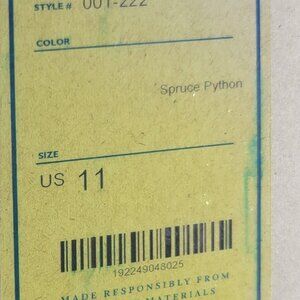 STYLE # 001-222
COLOR
Spruce Python
SIZE
US 11
192249048025
MADE RESPONSIBLY FROM
MATERIALS